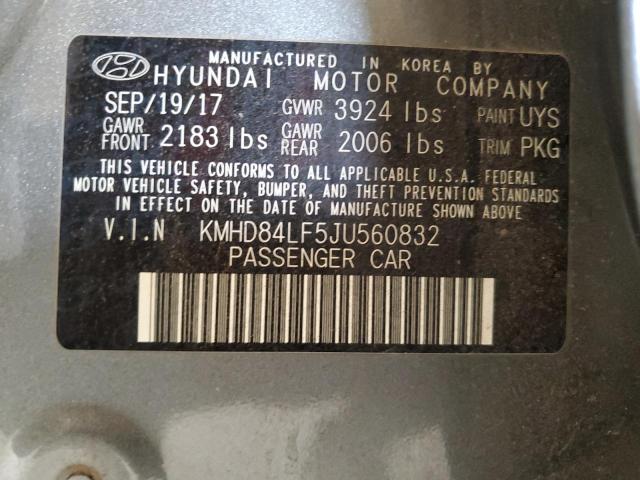 MANUFACTURED IN KOREA BY
HYUNDAI MOTOR COMPANY
SEP/19/17 GVWR 3924 lbs PAINT UYS
GAWR FRONT 2183 lbs GAWR REAR 2006 lbs TRIM PKG
THIS VEHICLE CONFORMS TO ALL APPLICABLE U.S.A. FEDERAL
MOTOR VEHICLE SAFETY, BUMPER, AND THEFT PREVENTION STANDARDS
IN EFFECT ON THE DATE OF MANUFACTURE SHOWN ABOVE
V.I.N KMHD84LF5JU560832
PASSENGER CAR